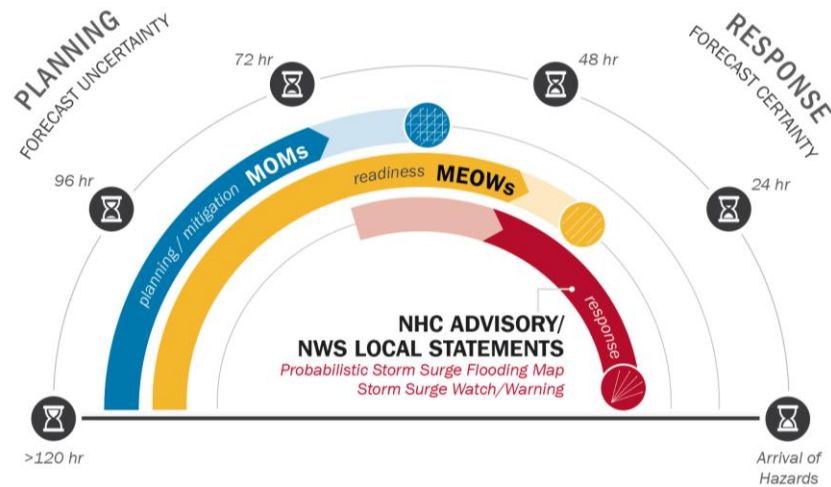 PLANNING
FORECAST UNCERTAINTY
RESPONSE
FORECAST CERTAINTY
72 hr
48 hr
96 hr
24 hr
planning / mitigation MOMs
readiness MEOWs
response
NHC ADVISORY/
NWS LOCAL STATEMENTS
Probabilistic Storm Surge Flooding Map
Storm Surge Watch/Warning
>120 hr
Arrival of
Hazards